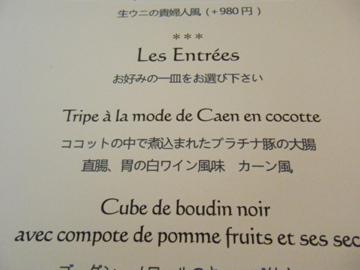 生ウニの貴婦人風 (+980円)
***
Les Entrées
お好みの一皿をお選び下さい
Tripe à la mode de Caen en cocotte
ココットの中で煮込まれたプラチナ豚の大腸
直腸、胃の白ワイン風味 カーン風
Cube de boudin noir
avec compote de pomme fruits et ses sec